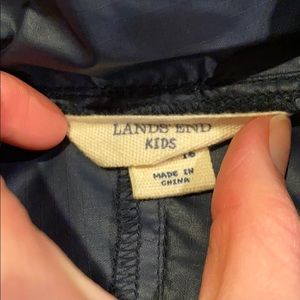 LANDS' END
KIDS
16
MADE IN
CHINA